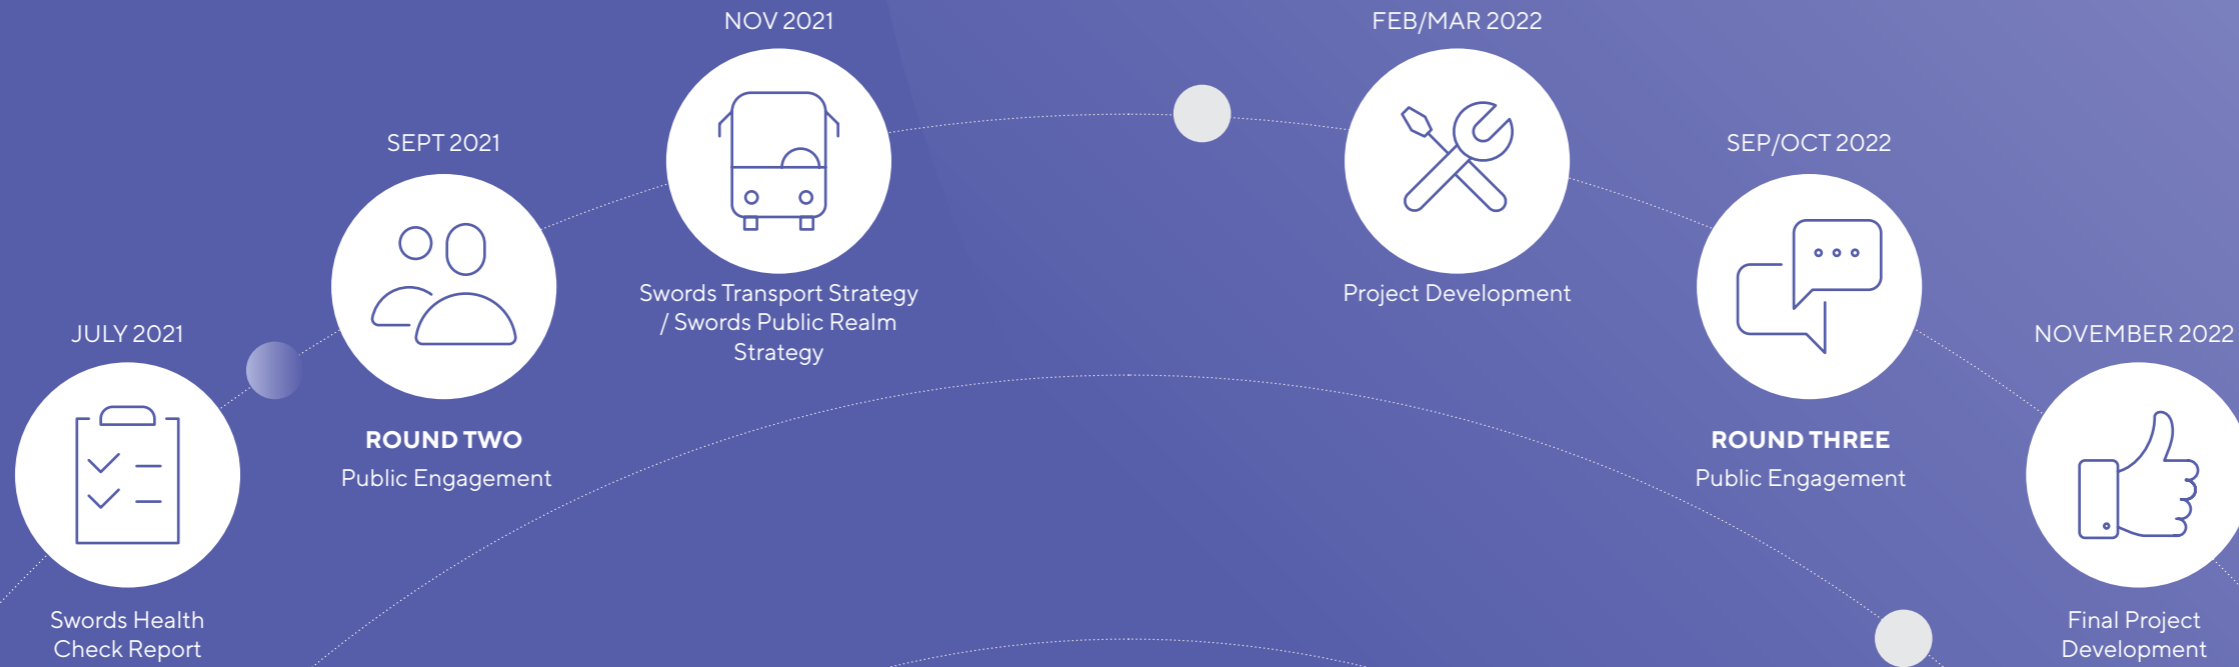 JULY 2021
Swords Health
Check Report
SEPT 2021
ROUND TWO
Public Engagement
NOV 2021
Swords Transport Strategy
/ Swords Public Realm
Strategy
FEB/MAR 2022
Project Development
SEP/OCT 2022
ROUND THREE
Public Engagement
NOVEMBER 2022
Final Project
Development